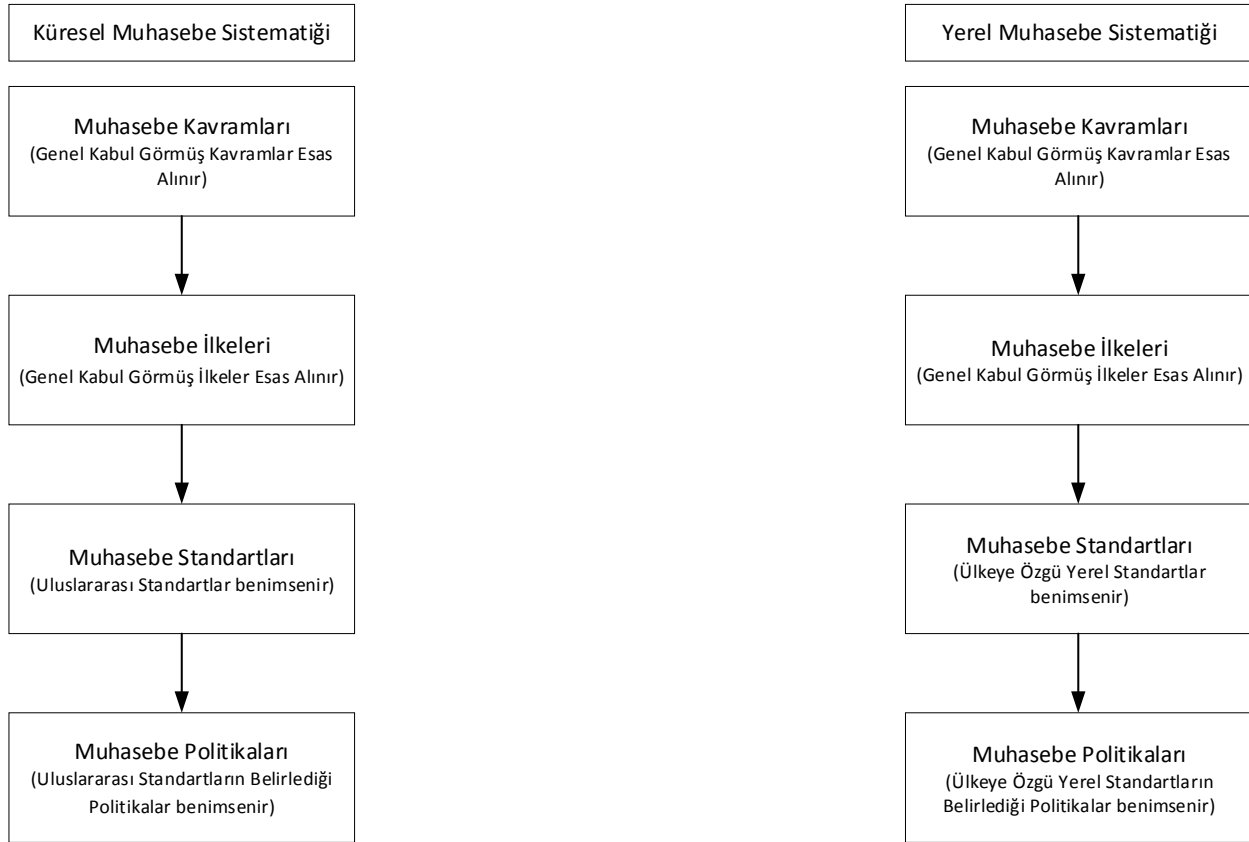 Küresel Muhasebe Sistematiği
Muhasebe Kavramları
(Genel Kabul Görmüş Kavramlar Esas
Alınır)
Muhasebe İlkeleri
(Genel Kabul Görmüş İlkeler Esas Alınır)
Muhasebe Standartları
(Uluslararası Standartlar benimsenir)
Muhasebe Politikaları
(Uluslararası Standartların Belirlediği
Politikalar benimsenir)
Yerel Muhasebe Sistematiği
Muhasebe Kavramları
(Genel Kabul Görmüş Kavramlar Esas
Alınır)
Muhasebe İlkeleri
(Genel Kabul Görmüş İlkeler Esas Alınır)
Muhasebe Standartları
(Ülkeye Özgü Yerel Standartlar
benimsenir)
Muhasebe Politikaları
(Ülkeye Özgü Yerel Standartların
Belirlediği Politikalar benimsenir)